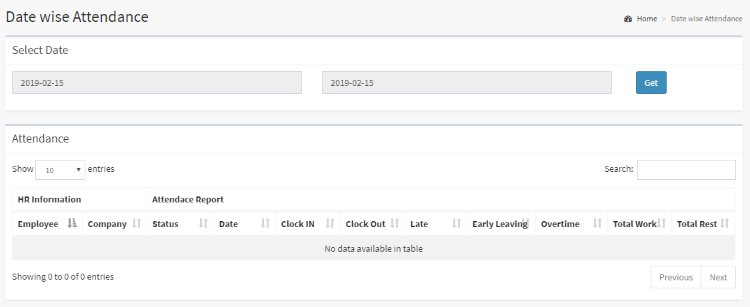 Date wise Attendance
Home > Date wise Attendance
Select Date
2019-02-15 2019-02-15 Get
Attendance
Show 10 entries Search:
HR Information Attendace Report
Employee Company Status Date Clock IN Clock Out Late Early Leaving Overtime Total Work Total Rest
No data available in table
Showing 0 to 0 of 0 entries Previous Next